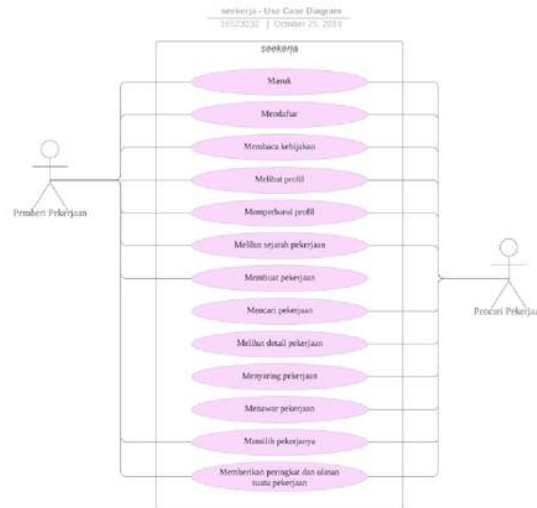 seekerja - Use Case Diagram
16523232 | October 25, 2019
seekerja
Masuk
Mendaftar
Membaca kebijakan
Melihat profil
Memperbarui profil
Melihat sejarah pekerjaan
Membuat pekerjaan
Mencari pekerjaan
Melihat detail pekerjaan
Menyaring pekerjaan
Menawar pekerjaan
Memilih pekerjanya
Memberikan peringkat dan ulasan
suatu pekerjaan
Pemberi Pekerjaan
Pencari Pekerjaa